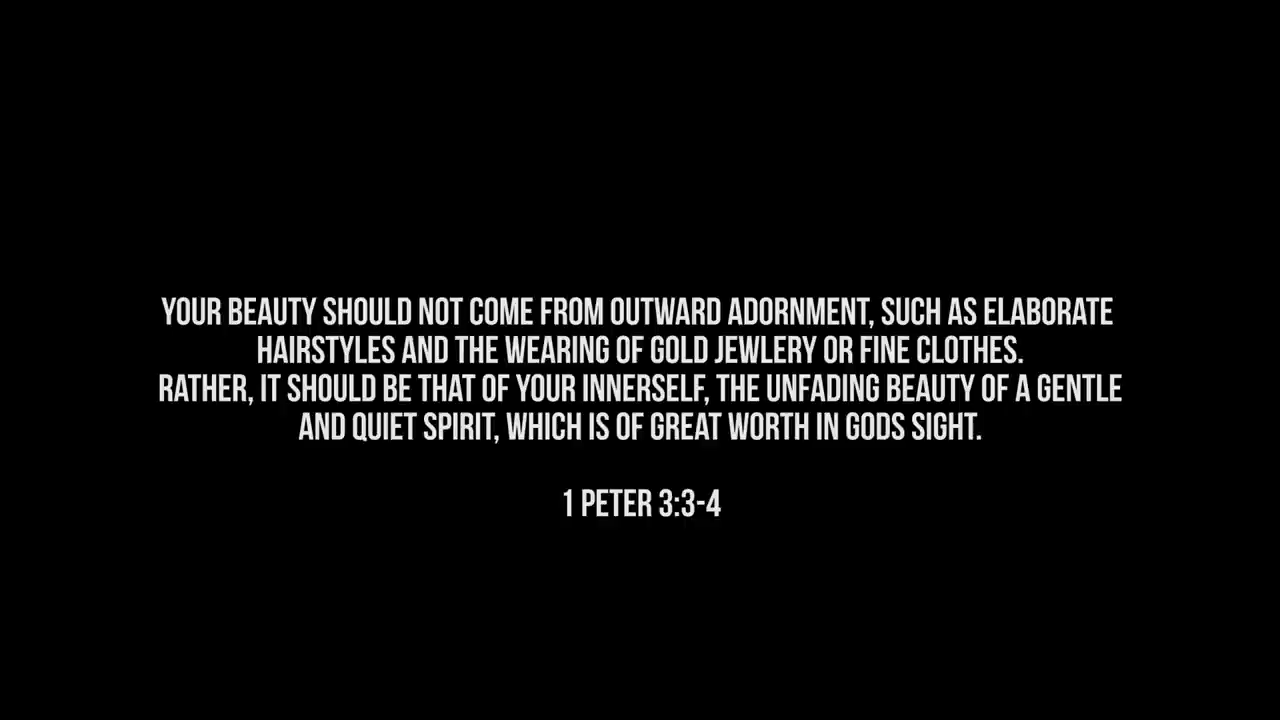 YOUR BEAUTY SHOULD NOT COME FROM OUTWARD ADORNMENT, SUCH AS ELABORATE
HAIRSTYLES AND THE WEARING OF GOLD JEWLERY OR FINE CLOTHES.
RATHER, IT SHOULD BE THAT OF YOUR INNERSELF, THE UNFADING BEAUTY OF A GENTLE
AND QUIET SPIRIT, WHICH IS OF GREAT WORTH IN GODS SIGHT.
1 PETER 3:3-4